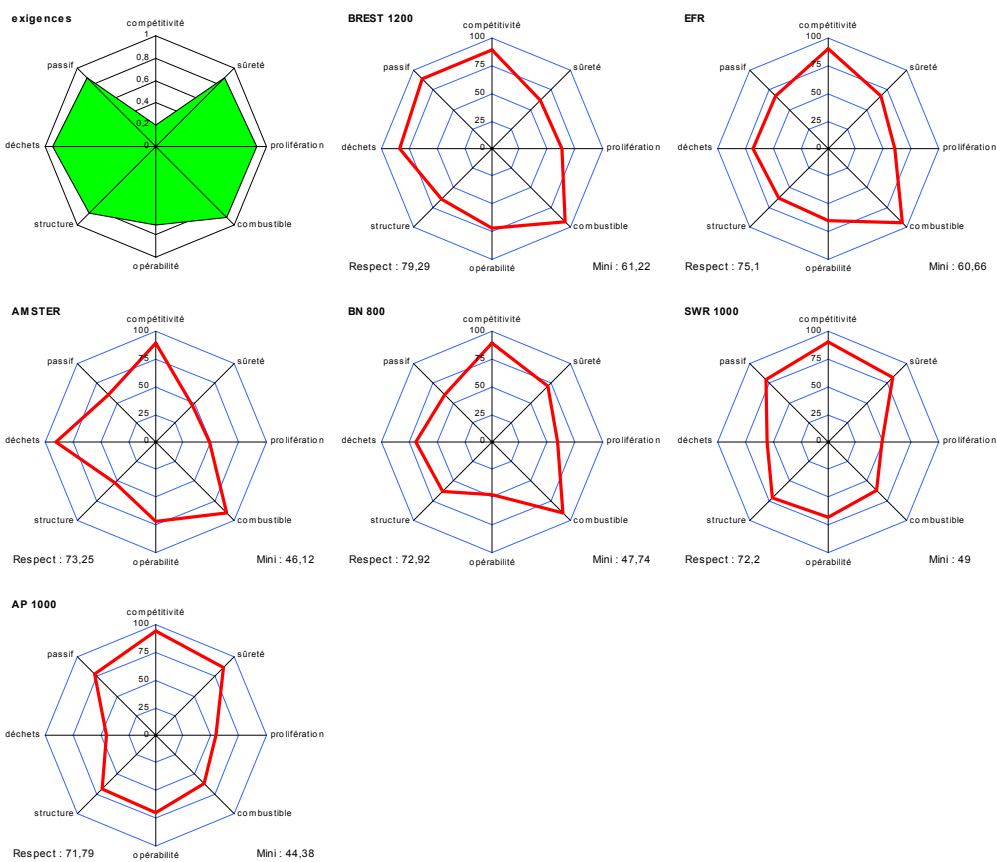 exigences
compétitivité
1
sûreté
0,8
passif
0,6
0,4
0,2
déchets
0
prolifération
structure
combustible
opérabilité
BREST 1200
compétitivité
100
sûreté
75
passif
50
25
déchets
0
prolifération
structure
combustible
opérabilité
Respect : 79,29
Mini : 61,22
EFR
compétitivité
100
sûreté
75
passif
50
25
déchets
0
prolifération
structure
combustible
opérabilité
Respect : 75,1
Mini : 60,66
AMSTER
compétitivité
100
sûreté
75
passif
50
25
déchets
0
prolifération
structure
combustible
opérabilité
Respect : 73,25
Mini : 46,12
BN 800
compétitivité
100
sûreté
75
passif
50
25
déchets
0
prolifération
structure
combustible
opérabilité
Respect : 72,92
Mini : 47,74
SWR 1000
compétitivité
100
sûreté
75
passif
50
25
déchets
0
prolifération
structure
combustible
opérabilité
Respect : 72,2
Mini : 49
AP 1000
compétitivité
100
sûreté
75
passif
50
25
déchets
0
prolifération
structure
combustible
opérabilité
Respect : 71,79
Mini : 44,38